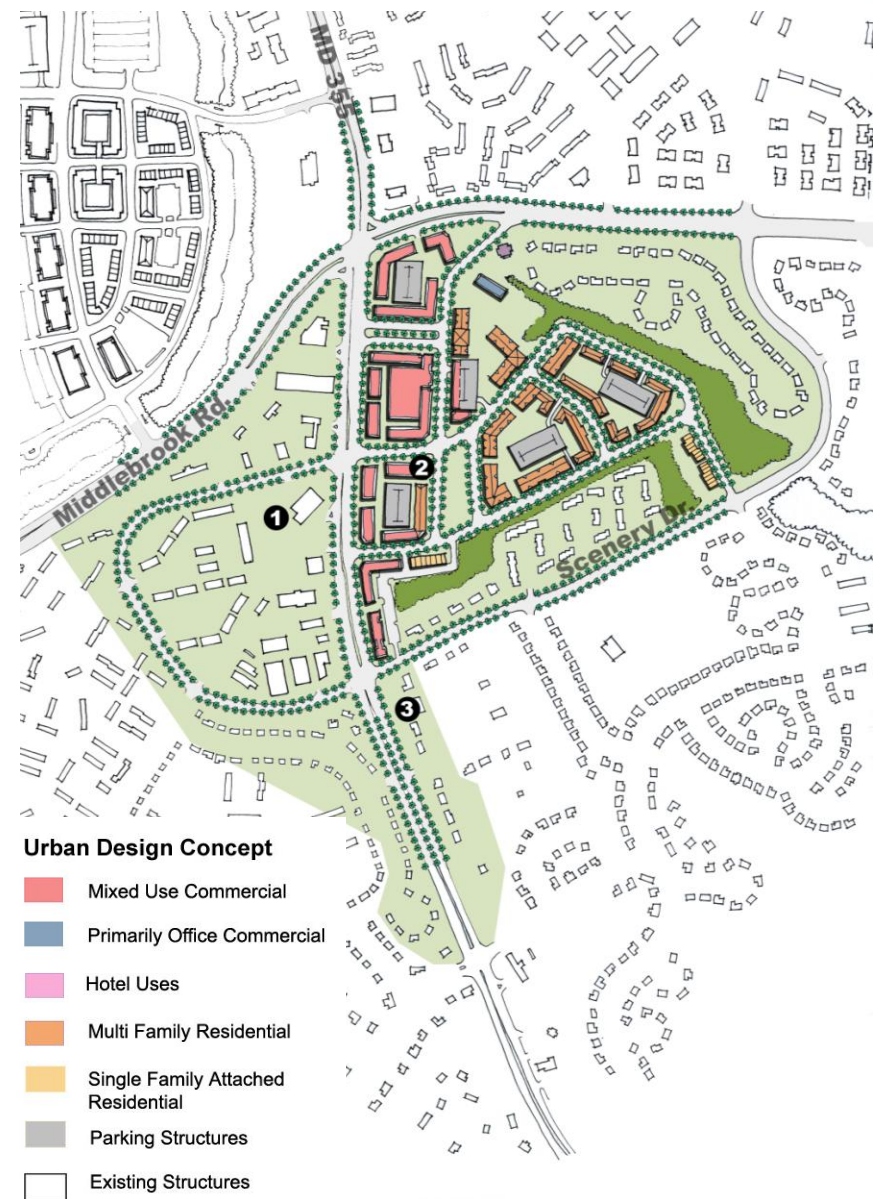 MD 355
Middlebrook Rd.
2
1
Scenery Dr.
3
Urban Design Concept
Mixed Use Commercial
Primarily Office Commercial
Hotel Uses
Multi Family Residential
Single Family Attached
Residential
Parking Structures
Existing Structures